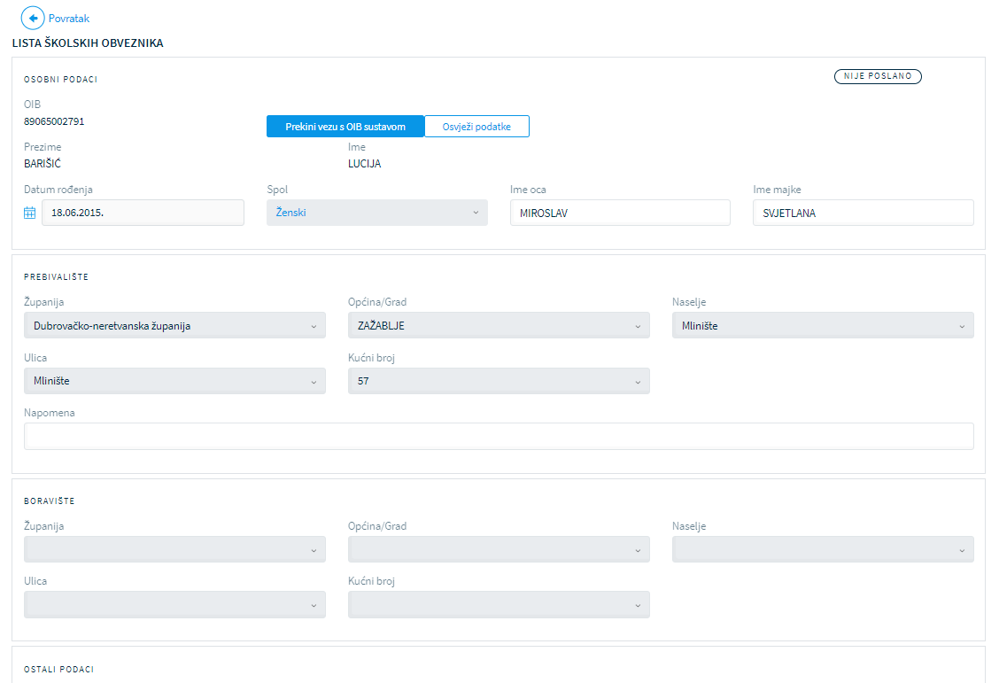 Povratak
LISTA ŠKOLSKIH OBVEZNIKA
OSOBNI PODACI
NIJE POSLANO
OIB
89065002791
Prekini vezu s OIB sustavom Osvježi podatke
Prezime Ime
BARIŠIĆ LUCIJA
Datum rođenja Spol Ime oca Ime majke
18.06.2015. Ženski MIROSLAV SVJETLANA
PREBIVALIŠTE
Županija Općina/Grad Naselje
Dubrovačko-neretvanska županija ZAŽABLJE Mlinište
Ulica Kućni broj
Mlinište 57
Napomena
BORAVIŠTE
Županija Općina/Grad Naselje
Ulica Kućni broj
OSTALI PODACI